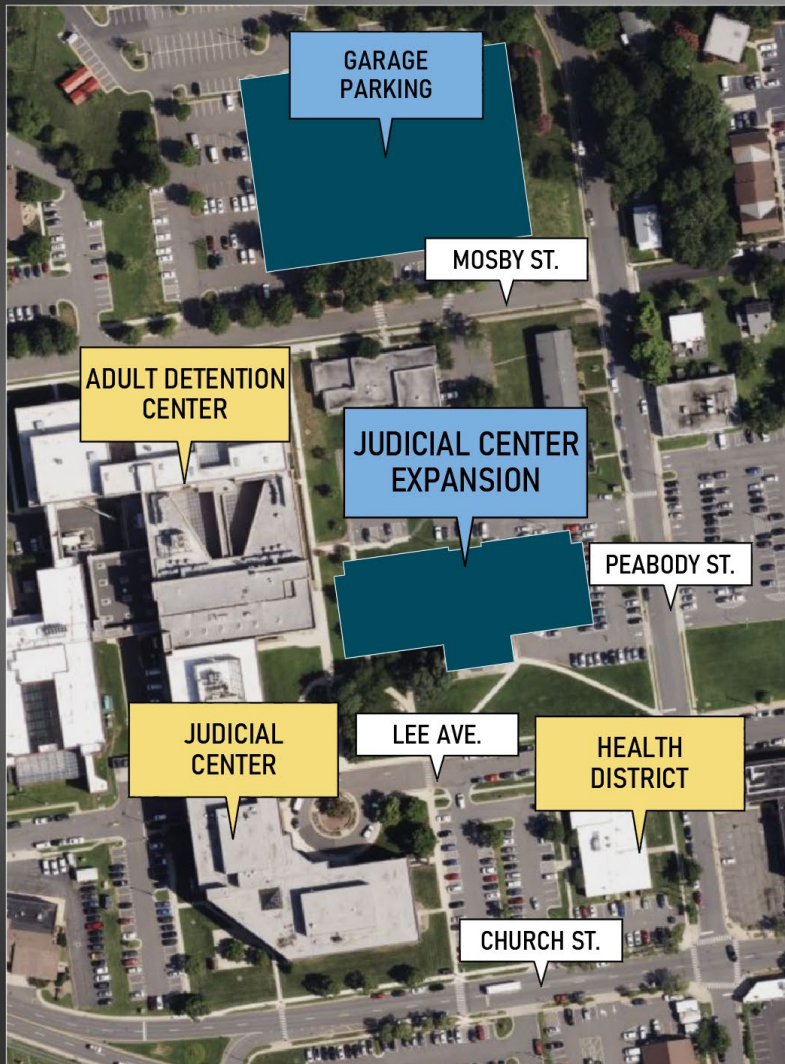 GARAGE
PARKING
MOSBY ST.
ADULT DETENTION
CENTER
JUDICIAL CENTER
EXPANSION
PEABODY ST.
JUDICIAL
CENTER
LEE AVE.
HEALTH
DISTRICT
CHURCH ST.